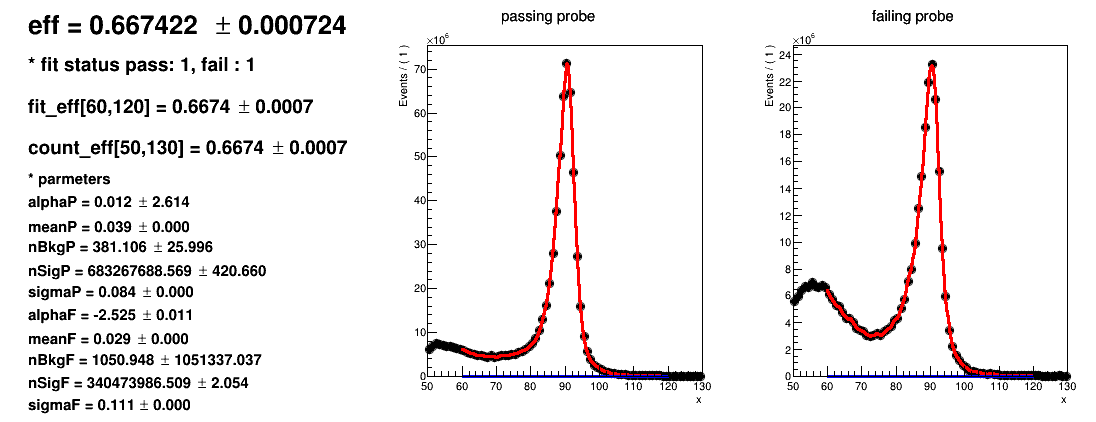 eff = 0.667422 ± 0.000724
* fit status pass: 1, fail : 1
fit_eff[60,120] = 0.6674 ± 0.0007
count_eff[50,130] = 0.6674 ± 0.0007
* parmeters
alphaP = 0.012 ± 2.614
meanP = 0.039 ± 0.000
nBkgP = 381.106 ± 25.996
nSigP = 683267688.569 ± 420.660
sigmaP = 0.084 ± 0.000
alphaF = -2.525 ± 0.011
meanF = 0.029 ± 0.000
nBkgF = 1050.948 ± 1051337.037
nSigF = 340473986.509 ± 2.054
sigmaF = 0.111 ± 0.000
passing probe
×10⁶
Events / ( 1 )
70
60
50
40
30
20
10
0
50 60 70 80 90 100 110 120 130
x
failing probe
×10⁶
Events / ( 1 )
24
22
20
18
16
14
12
10
8
6
4
2
0
50 60 70 80 90 100 110 120 130
x